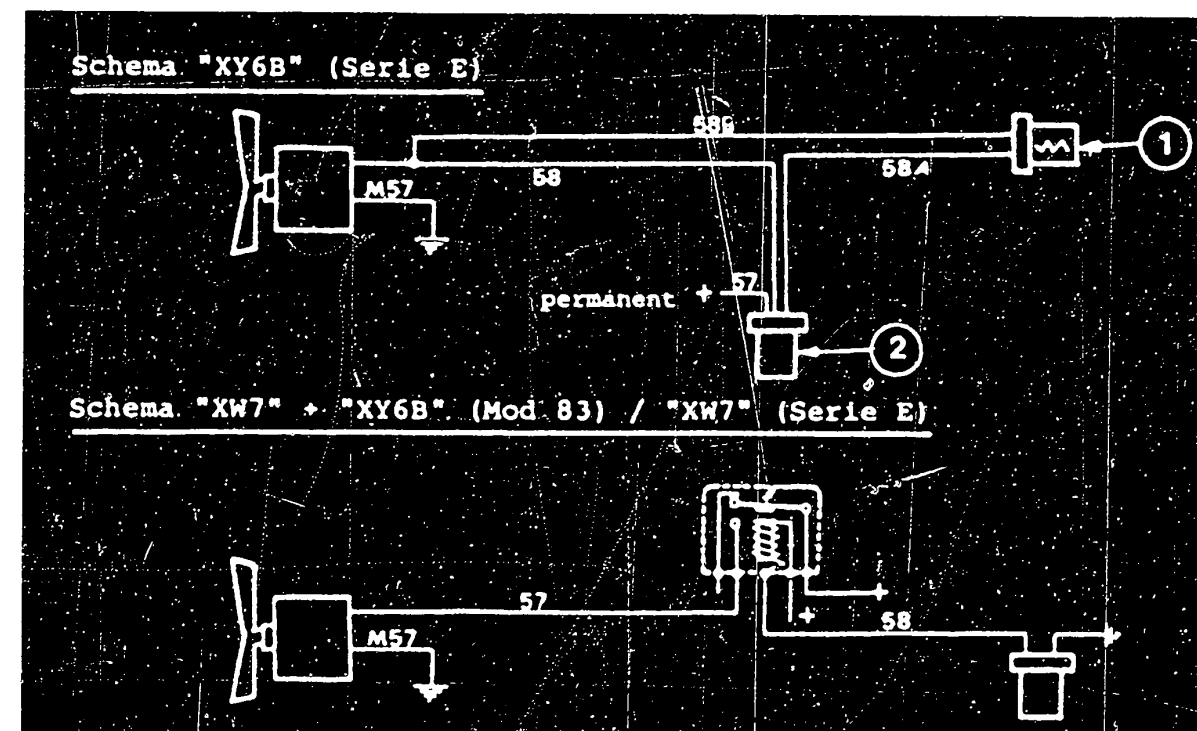 Schema "XY6B" (Serie E)
58B
1
58A
58
M57
57
permanent +
2
Schema "XW7" + "XY6B" (Mod 83) / "XW7" (Serie E)
57
+
+
58
M57